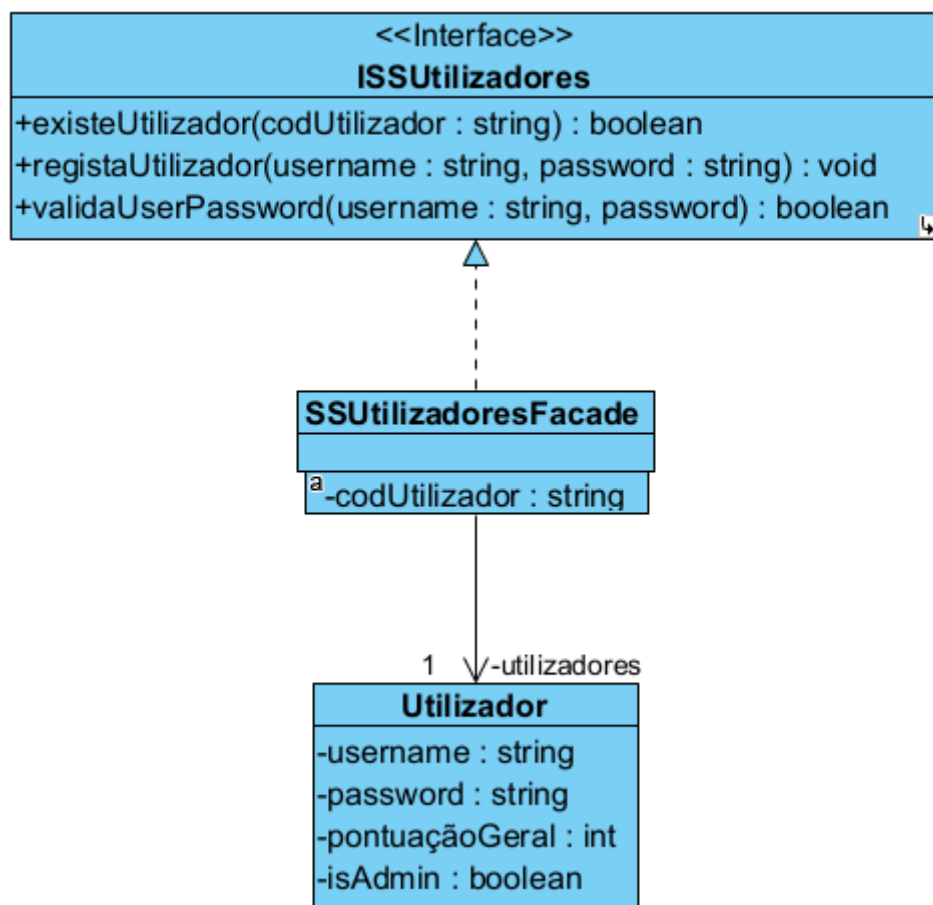 <<Interface>>
ISSUtilizadores
+existeUtilizador(codUtilizador : string) : boolean
+registaUtilizador(username : string, password : string) : void
+validaUserPassword(username : string, password) : boolean
SSUtilizadoresFacade
a
-codUtilizador : string
1 -utilizadores
Utilizador
-username : string
-password : string
-pontuaçãoGeral : int
-isAdmin : boolean